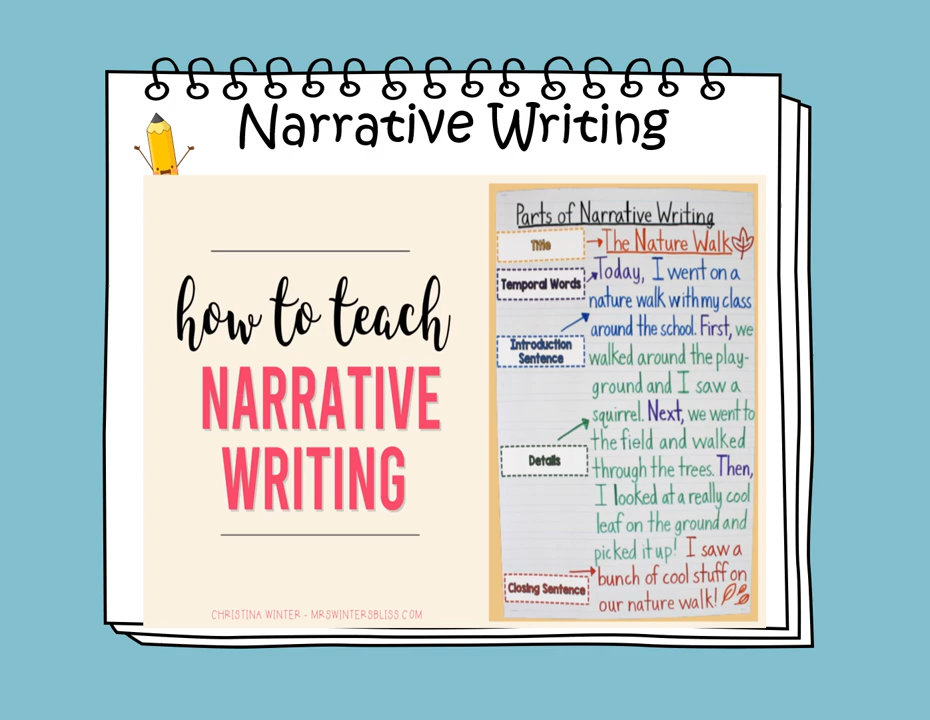 Narrative Writing
how to teach
NARRATIVE
WRITING
CHRISTINA WINTER - MRSWINTERSBLISS.COM
Parts of Narrative Writing
Title
The Nature Walk
Temporal Words
Today, I went on a
nature walk with my class
around the school. First, we
Introduction
Sentence
walked around the play-
ground and I saw a
squirrel. Next, we went to
the field and walked
Details
through the trees. Then,
I looked at a really cool
leaf on the ground and
picked it up! I saw a
Closing Sentence
bunch of cool stuff on
our nature walk!